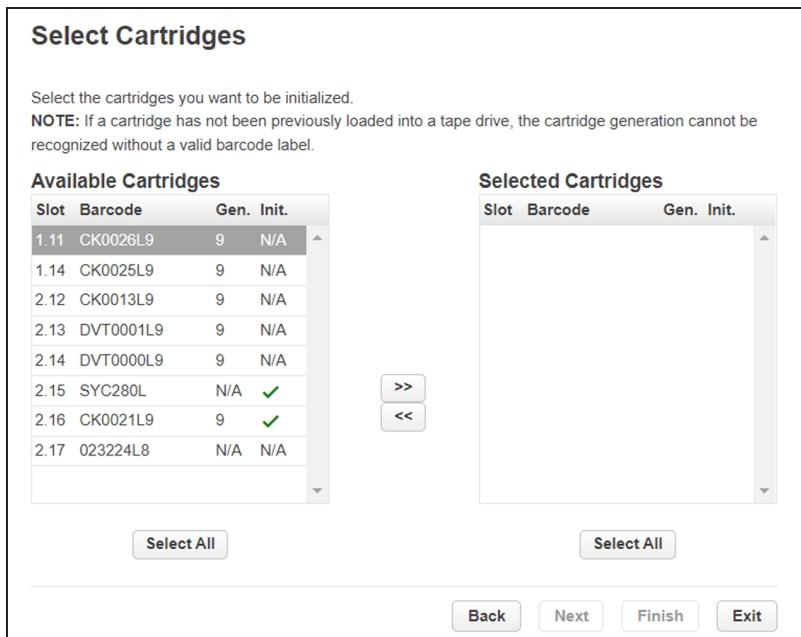 Select Cartridges
Select the cartridges you want to be initialized.
NOTE: If a cartridge has not been previously loaded into a tape drive, the cartridge generation cannot be
recognized without a valid barcode label.
Available Cartridges
Slot Barcode Gen. Init.
1.11 CK0026L9 9 N/A
1.14 CK0025L9 9 N/A
2.12 CK0013L9 9 N/A
2.13 DVT0001L9 9 N/A
2.14 DVT0000L9 9 N/A
2.15 SYC280L N/A ✓
2.16 CK0021L9 9 ✓
2.17 023224L8 N/A N/A
Select All
>>
<<
Selected Cartridges
Slot Barcode Gen. Init.
Select All
Back Next Finish Exit